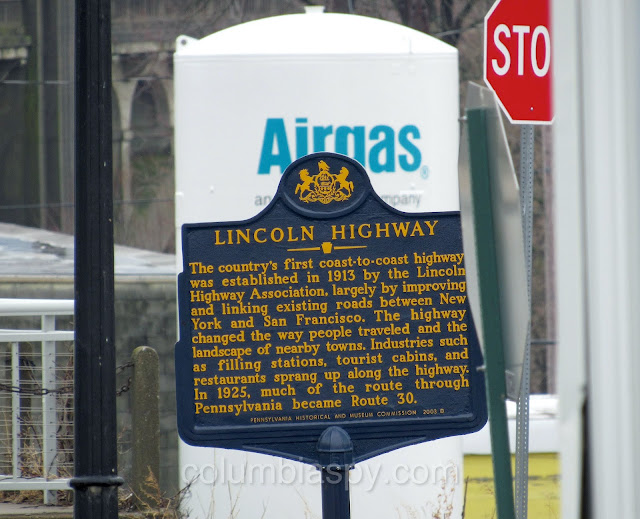 STO
Airgas®
an
company
LINCOLN HIGHWAY
The country's first coast-to-coast highway
was established in 1913 by the Lincoln
Highway Association, largely by improving
and linking existing roads between New
York and San Francisco. The highway
changed the way people traveled and the
landscape of nearby towns. Industries such
as filling stations, tourist cabins, and
restaurants sprang up along the highway.
In 1925, much of the route through
Pennsylvania became Route 30.
PENNSYLVANIA HISTORICAL AND MUSEUM COMMISSION 2003 ©
columbiaspy.com